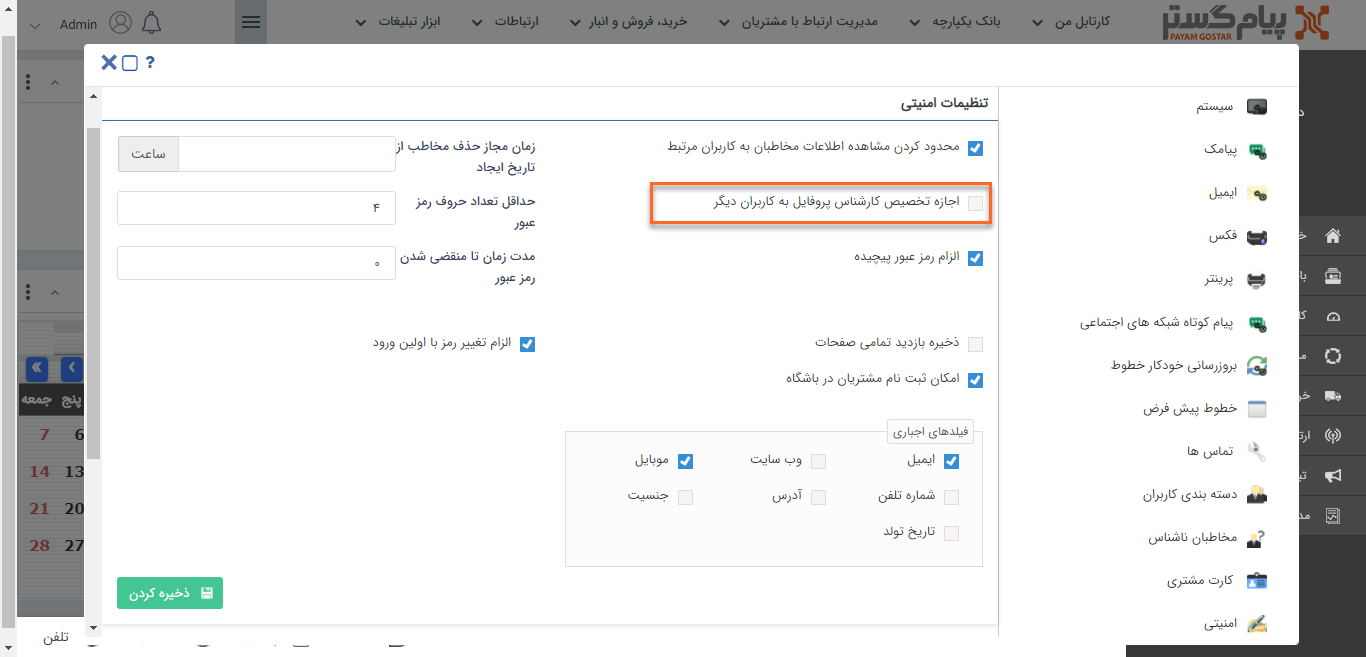 پیام گستر
PAYAM GOSTAR
کارتابل من
بانک یکپارچه
مدیریت ارتباط با مشتریان
خرید، فروش و انبار
ارتباطات
ابزار تبلیغات
Admin
?
سیستم
پیامک
ایمیل
فکس
پرینتر
پیام کوتاه شبکه های اجتماعی
بروزرسانی خودکار خطوط
خطوط پیش فرض
تماس ها
دسته بندی کاربران
مخاطبان ناشناس
کارت مشتری
امنیتی
تنظیمات امنیتی
محدود کردن مشاهده اطلاعات مخاطبان به کاربران مرتبط
زمان مجاز حذف مخاطب از
تاریخ ایجاد
ساعت
اجازه تخصیص کارشناس پروفایل به کاربران دیگر
حداقل تعداد حروف رمز
عبور
۴
الزام رمز عبور پیچیده
مدت زمان تا منقضی شدن
رمز عبور
۰
ذخیره بازدید تمامی صفحات
الزام تغییر رمز با اولین ورود
امکان ثبت نام مشتریان در باشگاه
فیلدهای اجباری
ایمیل
وب سایت
موبایل
شماره تلفن
آدرس
جنسیت
تاریخ تولد
ذخیره کردن
پنج جمعه
6 7
13 14
20 21
27 28
تلفن